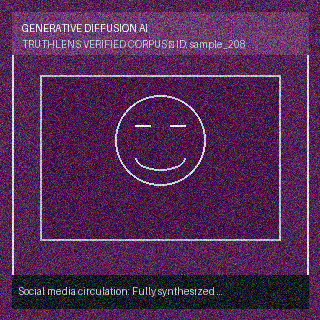 GENERATIVE DIFFUSION AI
TRUTHLENS VERIFIED CORPUS ID: sample_208
Social media circulation: Fully synthesized ...